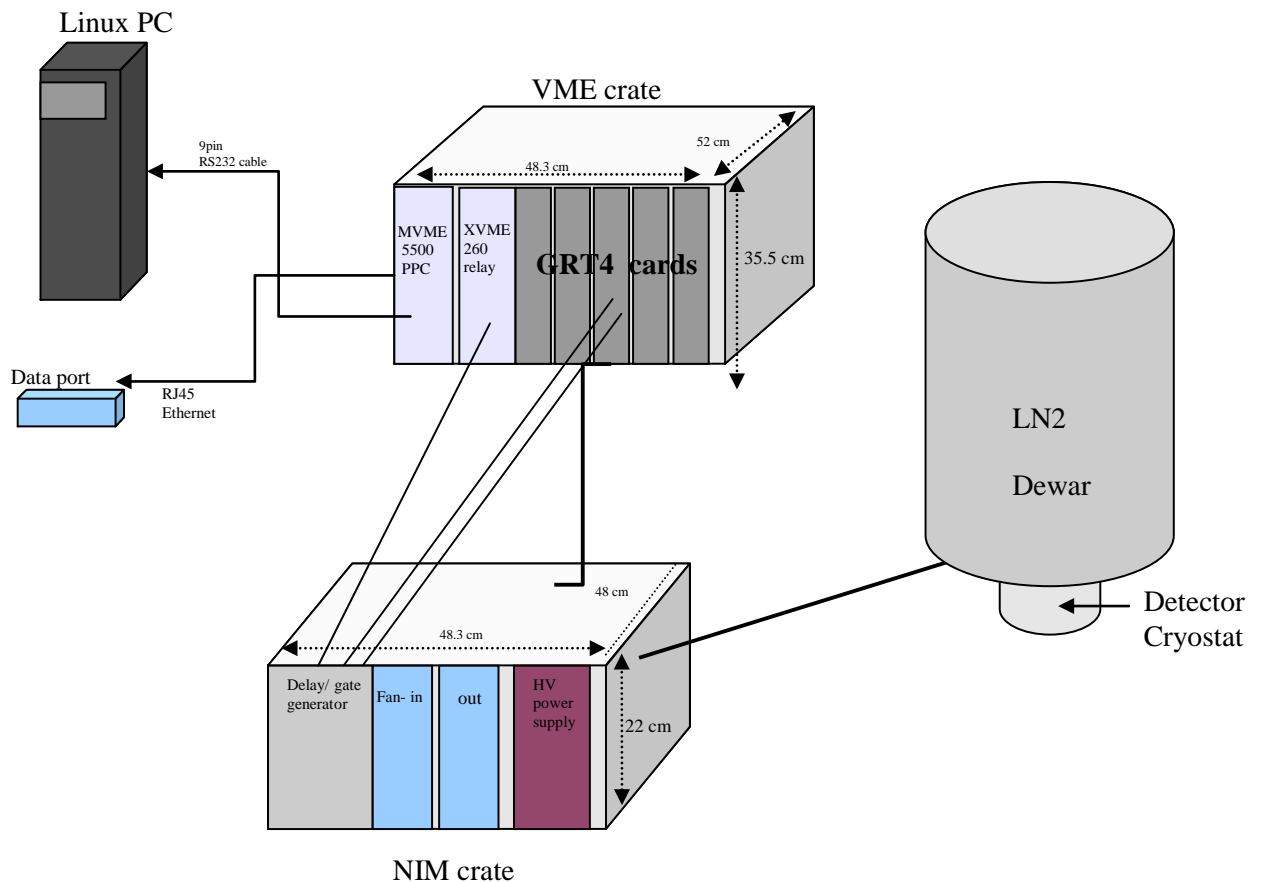 Linux PC
VME crate
9pin
RS232 cable
48.3 cm
52 cm
MVME
5500
PPC
XVME
260
relay
GRT4 cards
35.5 cm
Data port
RJ45
Ethernet
LN2
Dewar
Detector
Cryostat
48 cm
48.3 cm
Delay/ gate
generator
Fan- in
out
HV
power
supply
22 cm
NIM crate